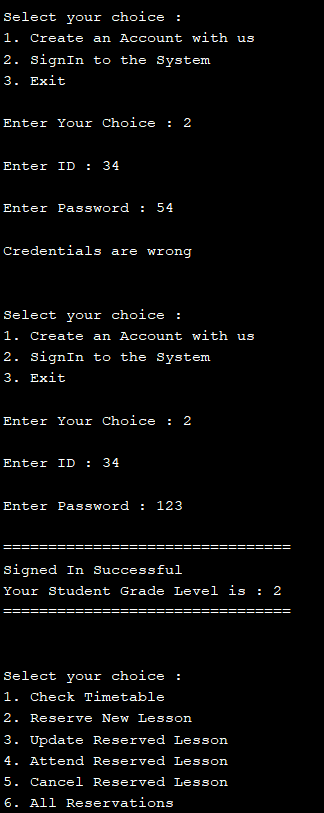 Select your choice :
1. Create an Account with us
2. SignIn to the System
3. Exit
Enter Your Choice : 2
Enter ID : 34
Enter Password : 54
Credentials are wrong
Select your choice :
1. Create an Account with us
2. SignIn to the System
3. Exit
Enter Your Choice : 2
Enter ID : 34
Enter Password : 123
================================
Signed In Successful
Your Student Grade Level is : 2
================================
Select your choice :
1. Check Timetable
2. Reserve New Lesson
3. Update Reserved Lesson
4. Attend Reserved Lesson
5. Cancel Reserved Lesson
6. All Reservations